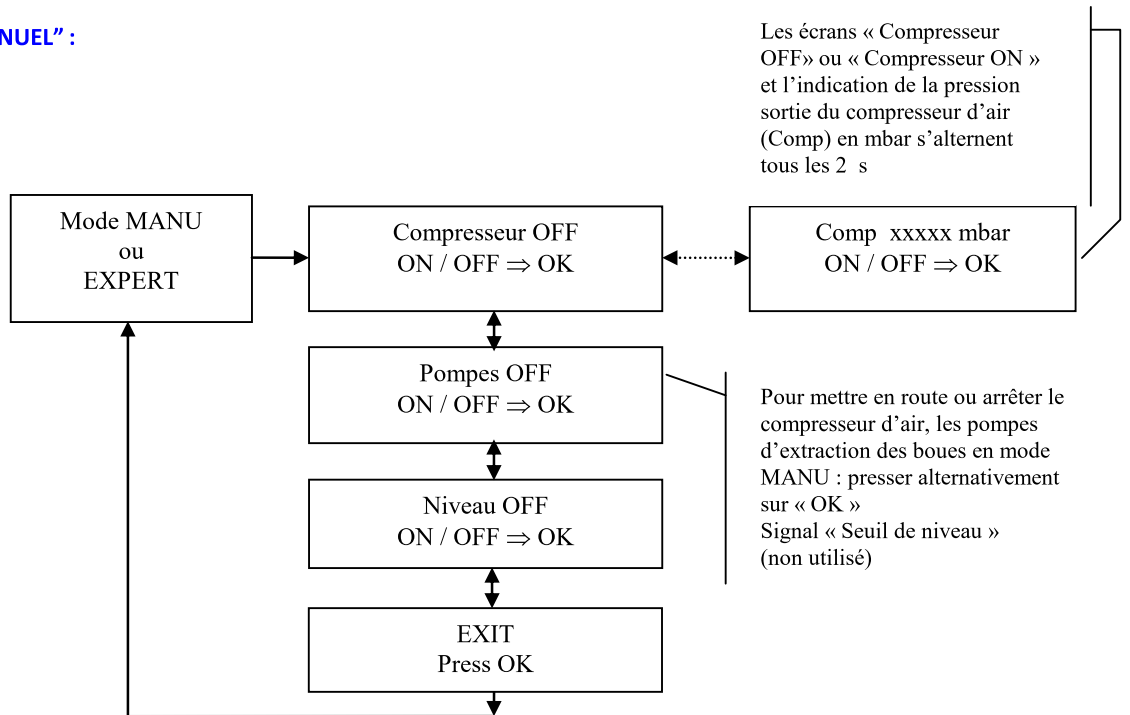 NUEL” :
Les écrans « Compresseur
OFF» ou « Compresseur ON »
et l’indication de la pression
sortie du compresseur d’air
(Comp) en mbar s’alternent
tous les 2 s
Mode MANU
ou
EXPERT
Compresseur OFF
ON / OFF ⇒ OK
Comp xxxxx mbar
ON / OFF ⇒ OK
Pompes OFF
ON / OFF ⇒ OK
Pour mettre en route ou arrêter le
compresseur d’air, les pompes
d’extraction des boues en mode
MANU : presser alternativement
sur « OK »
Signal « Seuil de niveau »
(non utilisé)
Niveau OFF
ON / OFF ⇒ OK
EXIT
Press OK